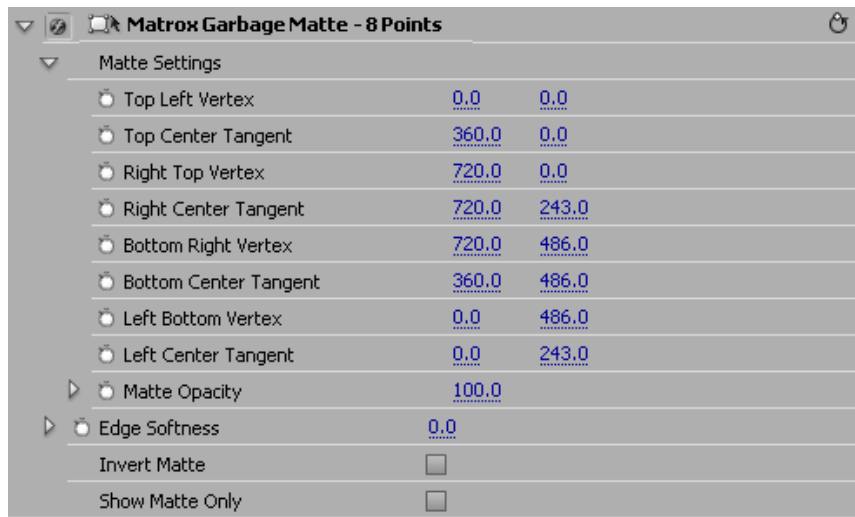 Matrox Garbage Matte - 8 Points
Matte Settings
Top Left Vertex 0.0 0.0
Top Center Tangent 360.0 0.0
Right Top Vertex 720.0 0.0
Right Center Tangent 720.0 243.0
Bottom Right Vertex 720.0 486.0
Bottom Center Tangent 360.0 486.0
Left Bottom Vertex 0.0 486.0
Left Center Tangent 0.0 243.0
Matte Opacity 100.0
Edge Softness 0.0
Invert Matte
Show Matte Only